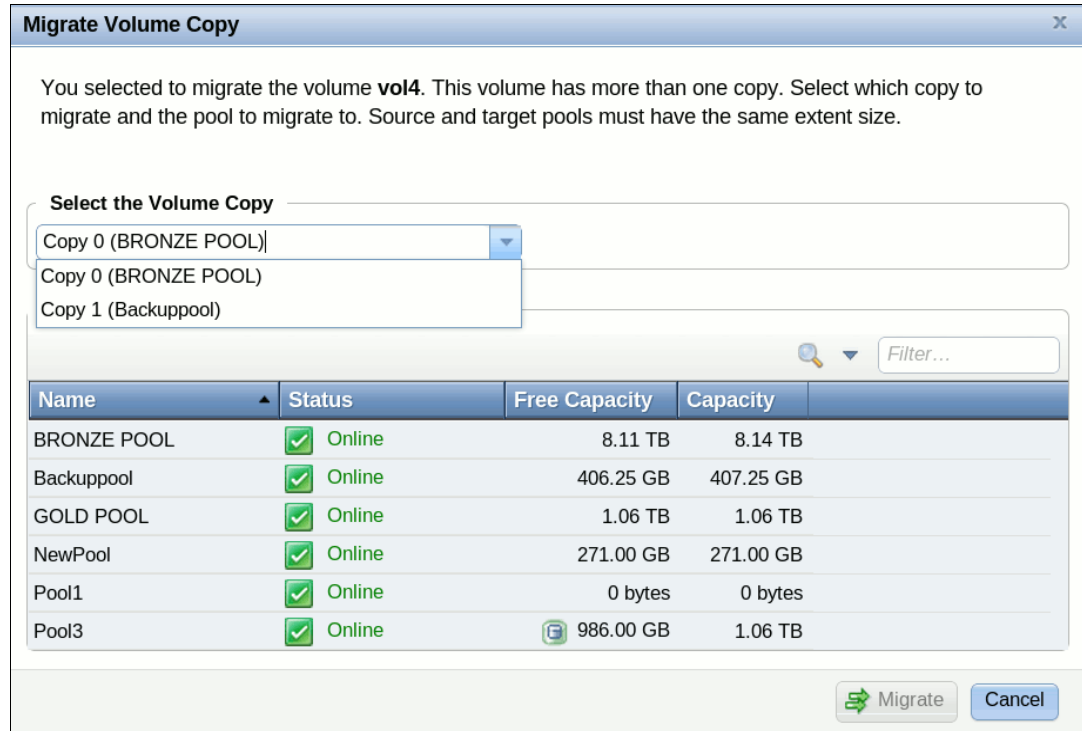 Migrate Volume Copy
x
You selected to migrate the volume vol4. This volume has more than one copy. Select which copy to
migrate and the pool to migrate to. Source and target pools must have the same extent size.
Select the Volume Copy
Copy 0 (BRONZE POOL)
Copy 0 (BRONZE POOL)
Copy 1 (Backuppool)
Filter...
Name Status Free Capacity Capacity
BRONZE POOL Online 8.11 TB 8.14 TB
Backuppool Online 406.25 GB 407.25 GB
GOLD POOL Online 1.06 TB 1.06 TB
NewPool Online 271.00 GB 271.00 GB
Pool1 Online 0 bytes 0 bytes
Pool3 Online 986.00 GB 1.06 TB
Migrate Cancel